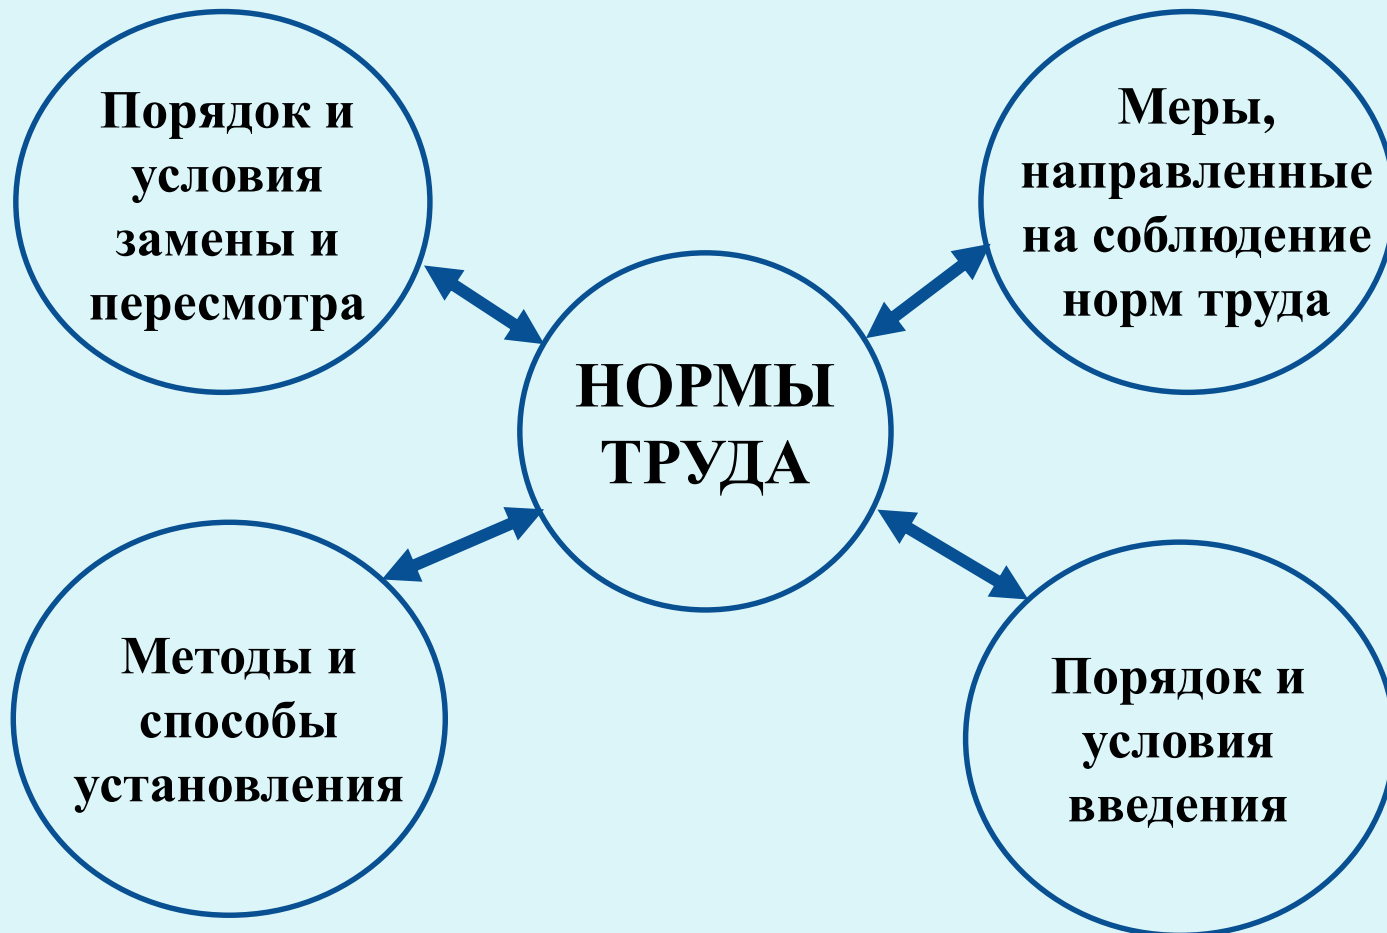 Порядок и
условия
замены и
пересмотра
Меры,
направленные
на соблюдение
норм труда
НОРМЫ
ТРУДА
Методы и
способы
установления
Порядок и
условия
введения